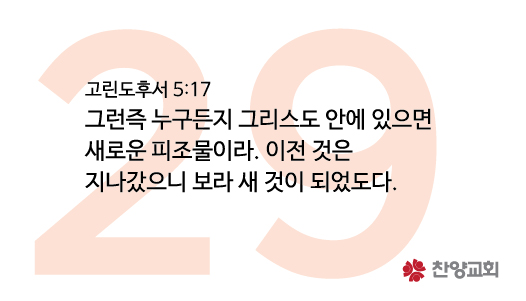 29
고린도후서 5:17
그런즉 누구든지 그리스도 안에 있으면
새로운 피조물이라. 이전 것은
지나갔으니 보라 새 것이 되었도다.
찬양교회